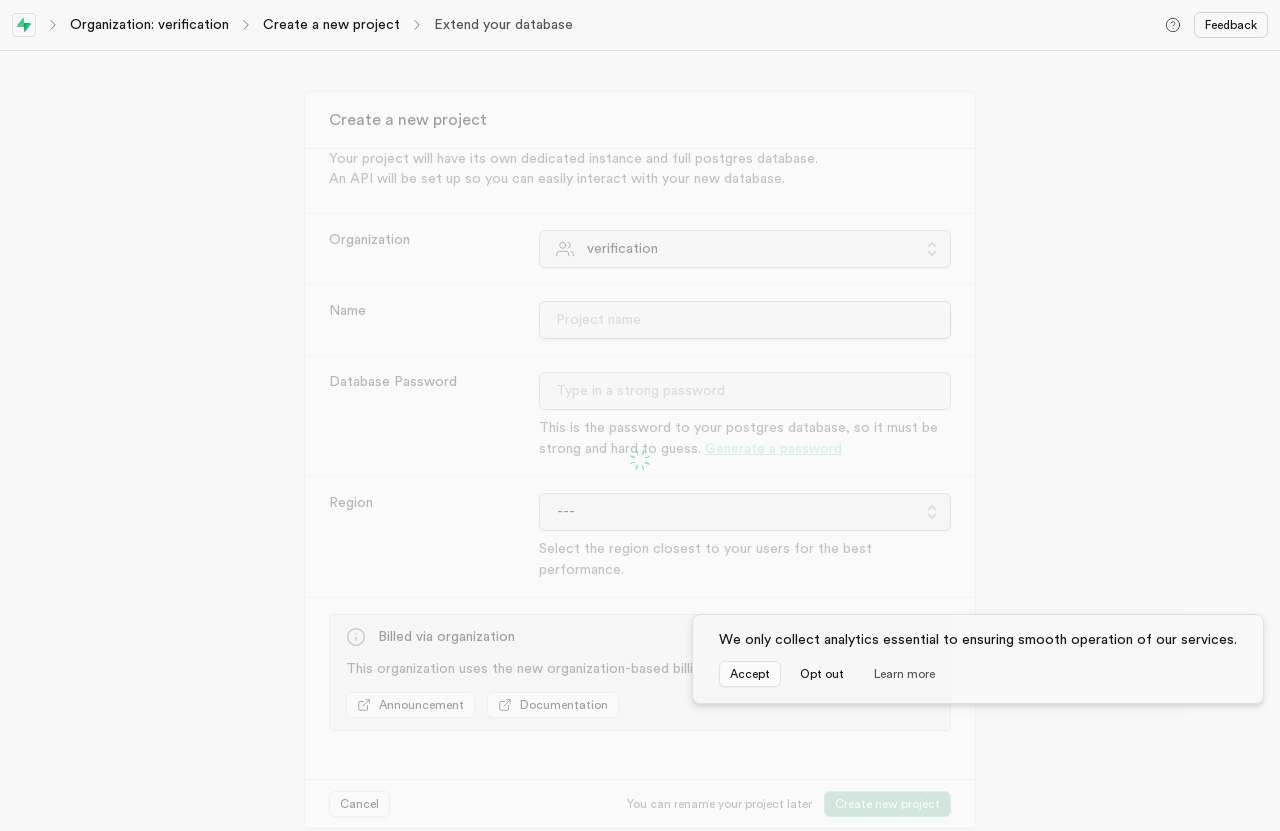 Organization: verification
Create a new project
Extend your database
Feedback
Create a new project
Your project will have its own dedicated instance and full postgres database.
An API will be set up so you can easily interact with your new database.
Organization
verification
Name
Project name
Database Password
Type in a strong password
This is the password to your postgres database, so it must be
strong and hard to guess. Generate a password
Region
---
Select the region closest to your users for the best
performance.
Billed via organization
This organization uses the new organization-based
We only collect analytics essential to ensuring smooth operation of our services.
Accept
Opt out
Learn more
Announcement
Documentation
Cancel
You can rename your project later
Create new project